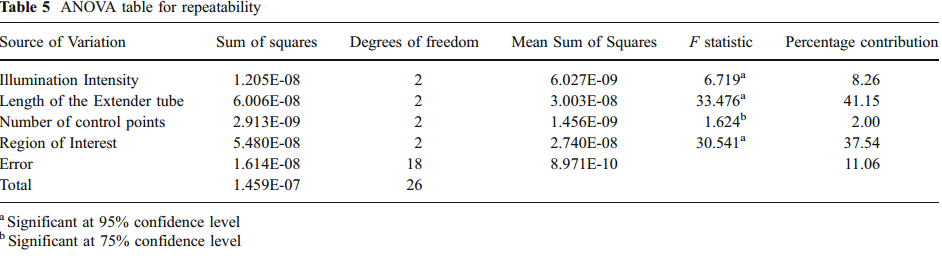 Table 5 ANOVA table for repeatability
Source of Variation Sum of squares Degrees of freedom Mean Sum of Squares F statistic Percentage contribution
Illumination Intensity 1.205E-08 2 6.027E-09 6.719a 8.26
Length of the Extender tube 6.006E-08 2 3.003E-08 33.476a 41.15
Number of control points 2.913E-09 2 1.456E-09 1.624b 2.00
Region of Interest 5.480E-08 2 2.740E-08 30.541a 37.54
Error 1.614E-08 18 8.971E-10 11.06
Total 1.459E-07 26
a Significant at 95% confidence level
b Significant at 75% confidence level